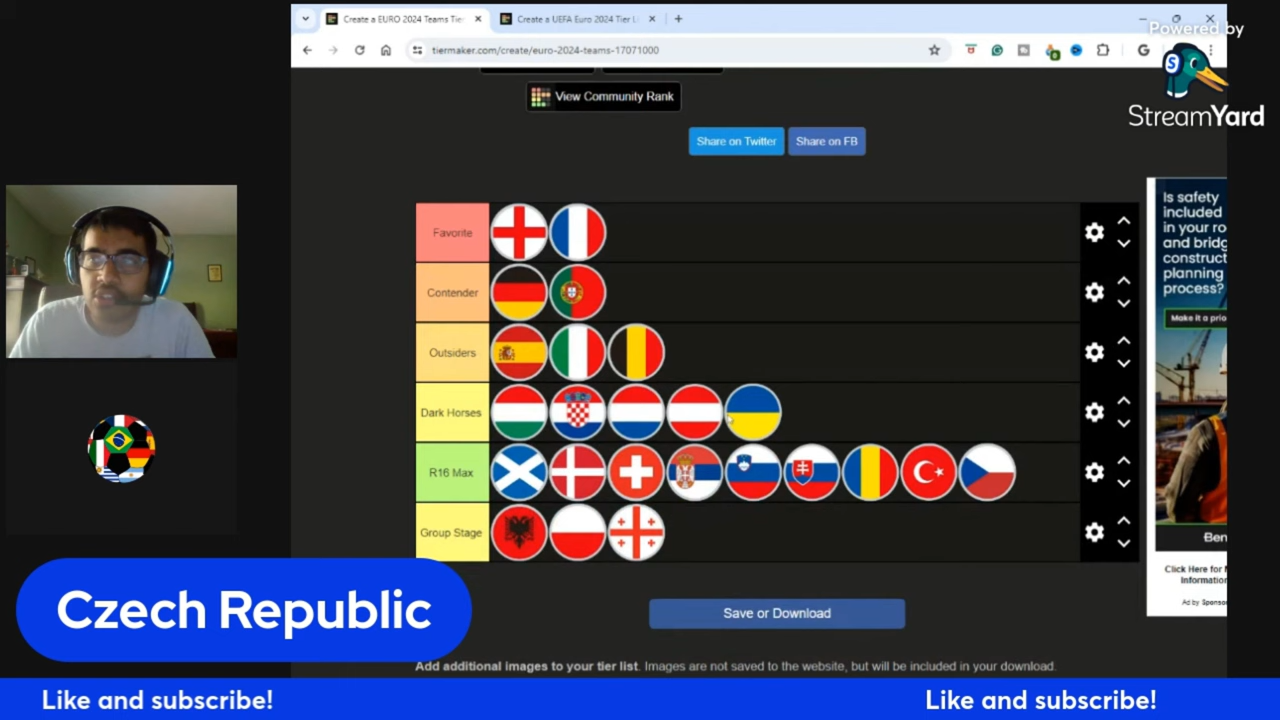 Create a EURO 2024 Teams Tier
Create a UEFA Euro 2024 Tier L
tiermaker.com/create/euro-2024-teams-17071000
Powered by
StreamYard
View Community Rank
Share on Twitter
Share on FB
Favorite
Contender
Outsiders
Dark Horses
R16 Max
Group Stage
Is safety
included
in your ro
and bridg
construct
planning
process?
Make it a prio
Ben
Click Here for M
Information
Ad by Sponsor
Save or Download
Add additional images to your tier list. Images are not saved to the website, but will be included in your download.
Czech Republic
Like and subscribe!
Like and subscribe!